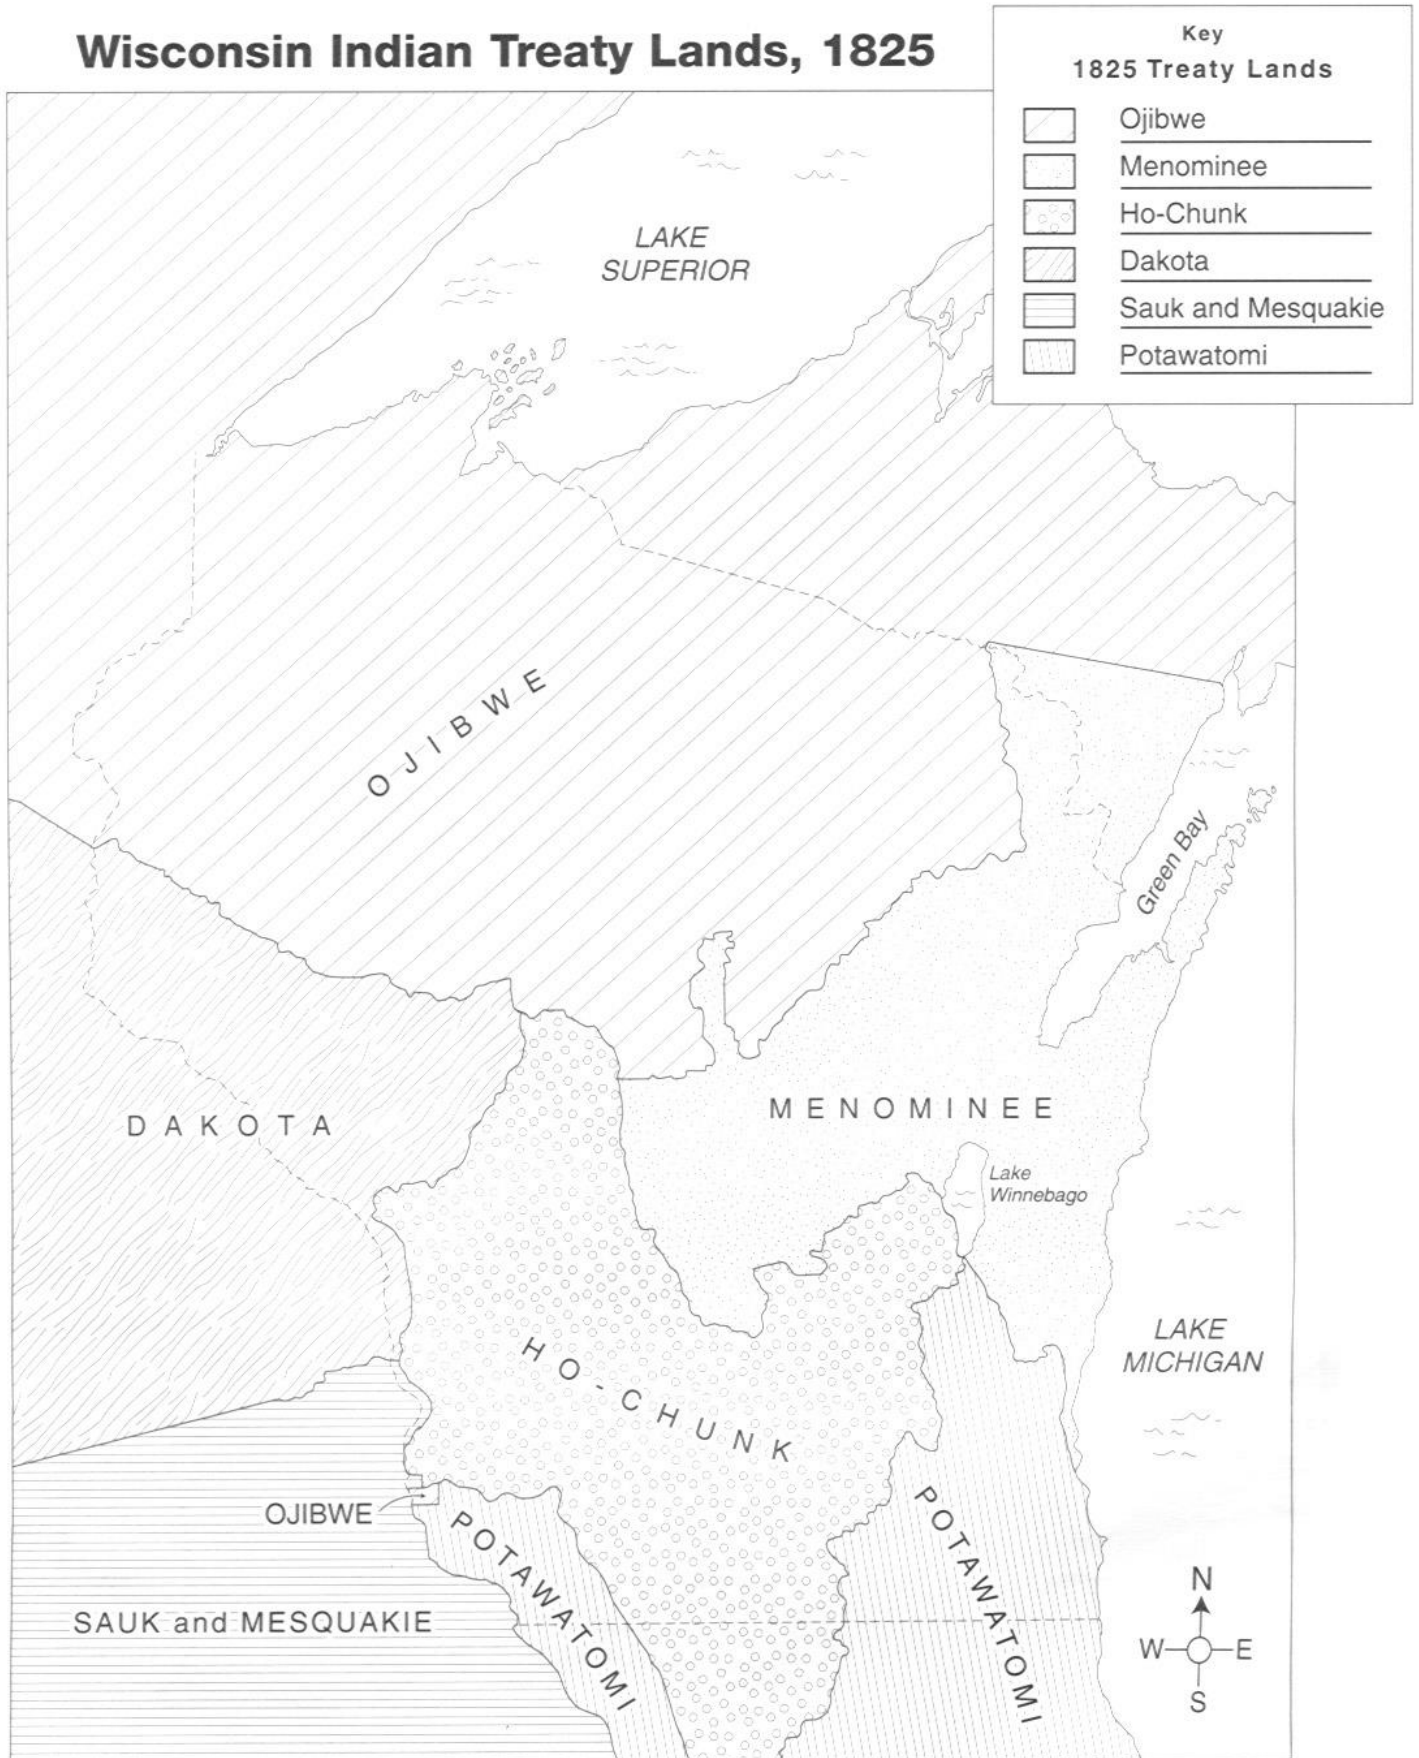 Wisconsin Indian Treaty Lands, 1825
Key
1825 Treaty Lands
Ojibwe
Menominee
Ho-Chunk
Dakota
Sauk and Mesquakie
Potawatomi
LAKE
SUPERIOR
OJIBWE
Green Bay
MENOMINEE
DAKOTA
Lake
Winnebago
LAKE
MICHIGAN
HO-CHUNK
OJIBWE
POTAWATOMI
POTAWATOMI
SAUK and MESQUAKIE
N
W
E
S